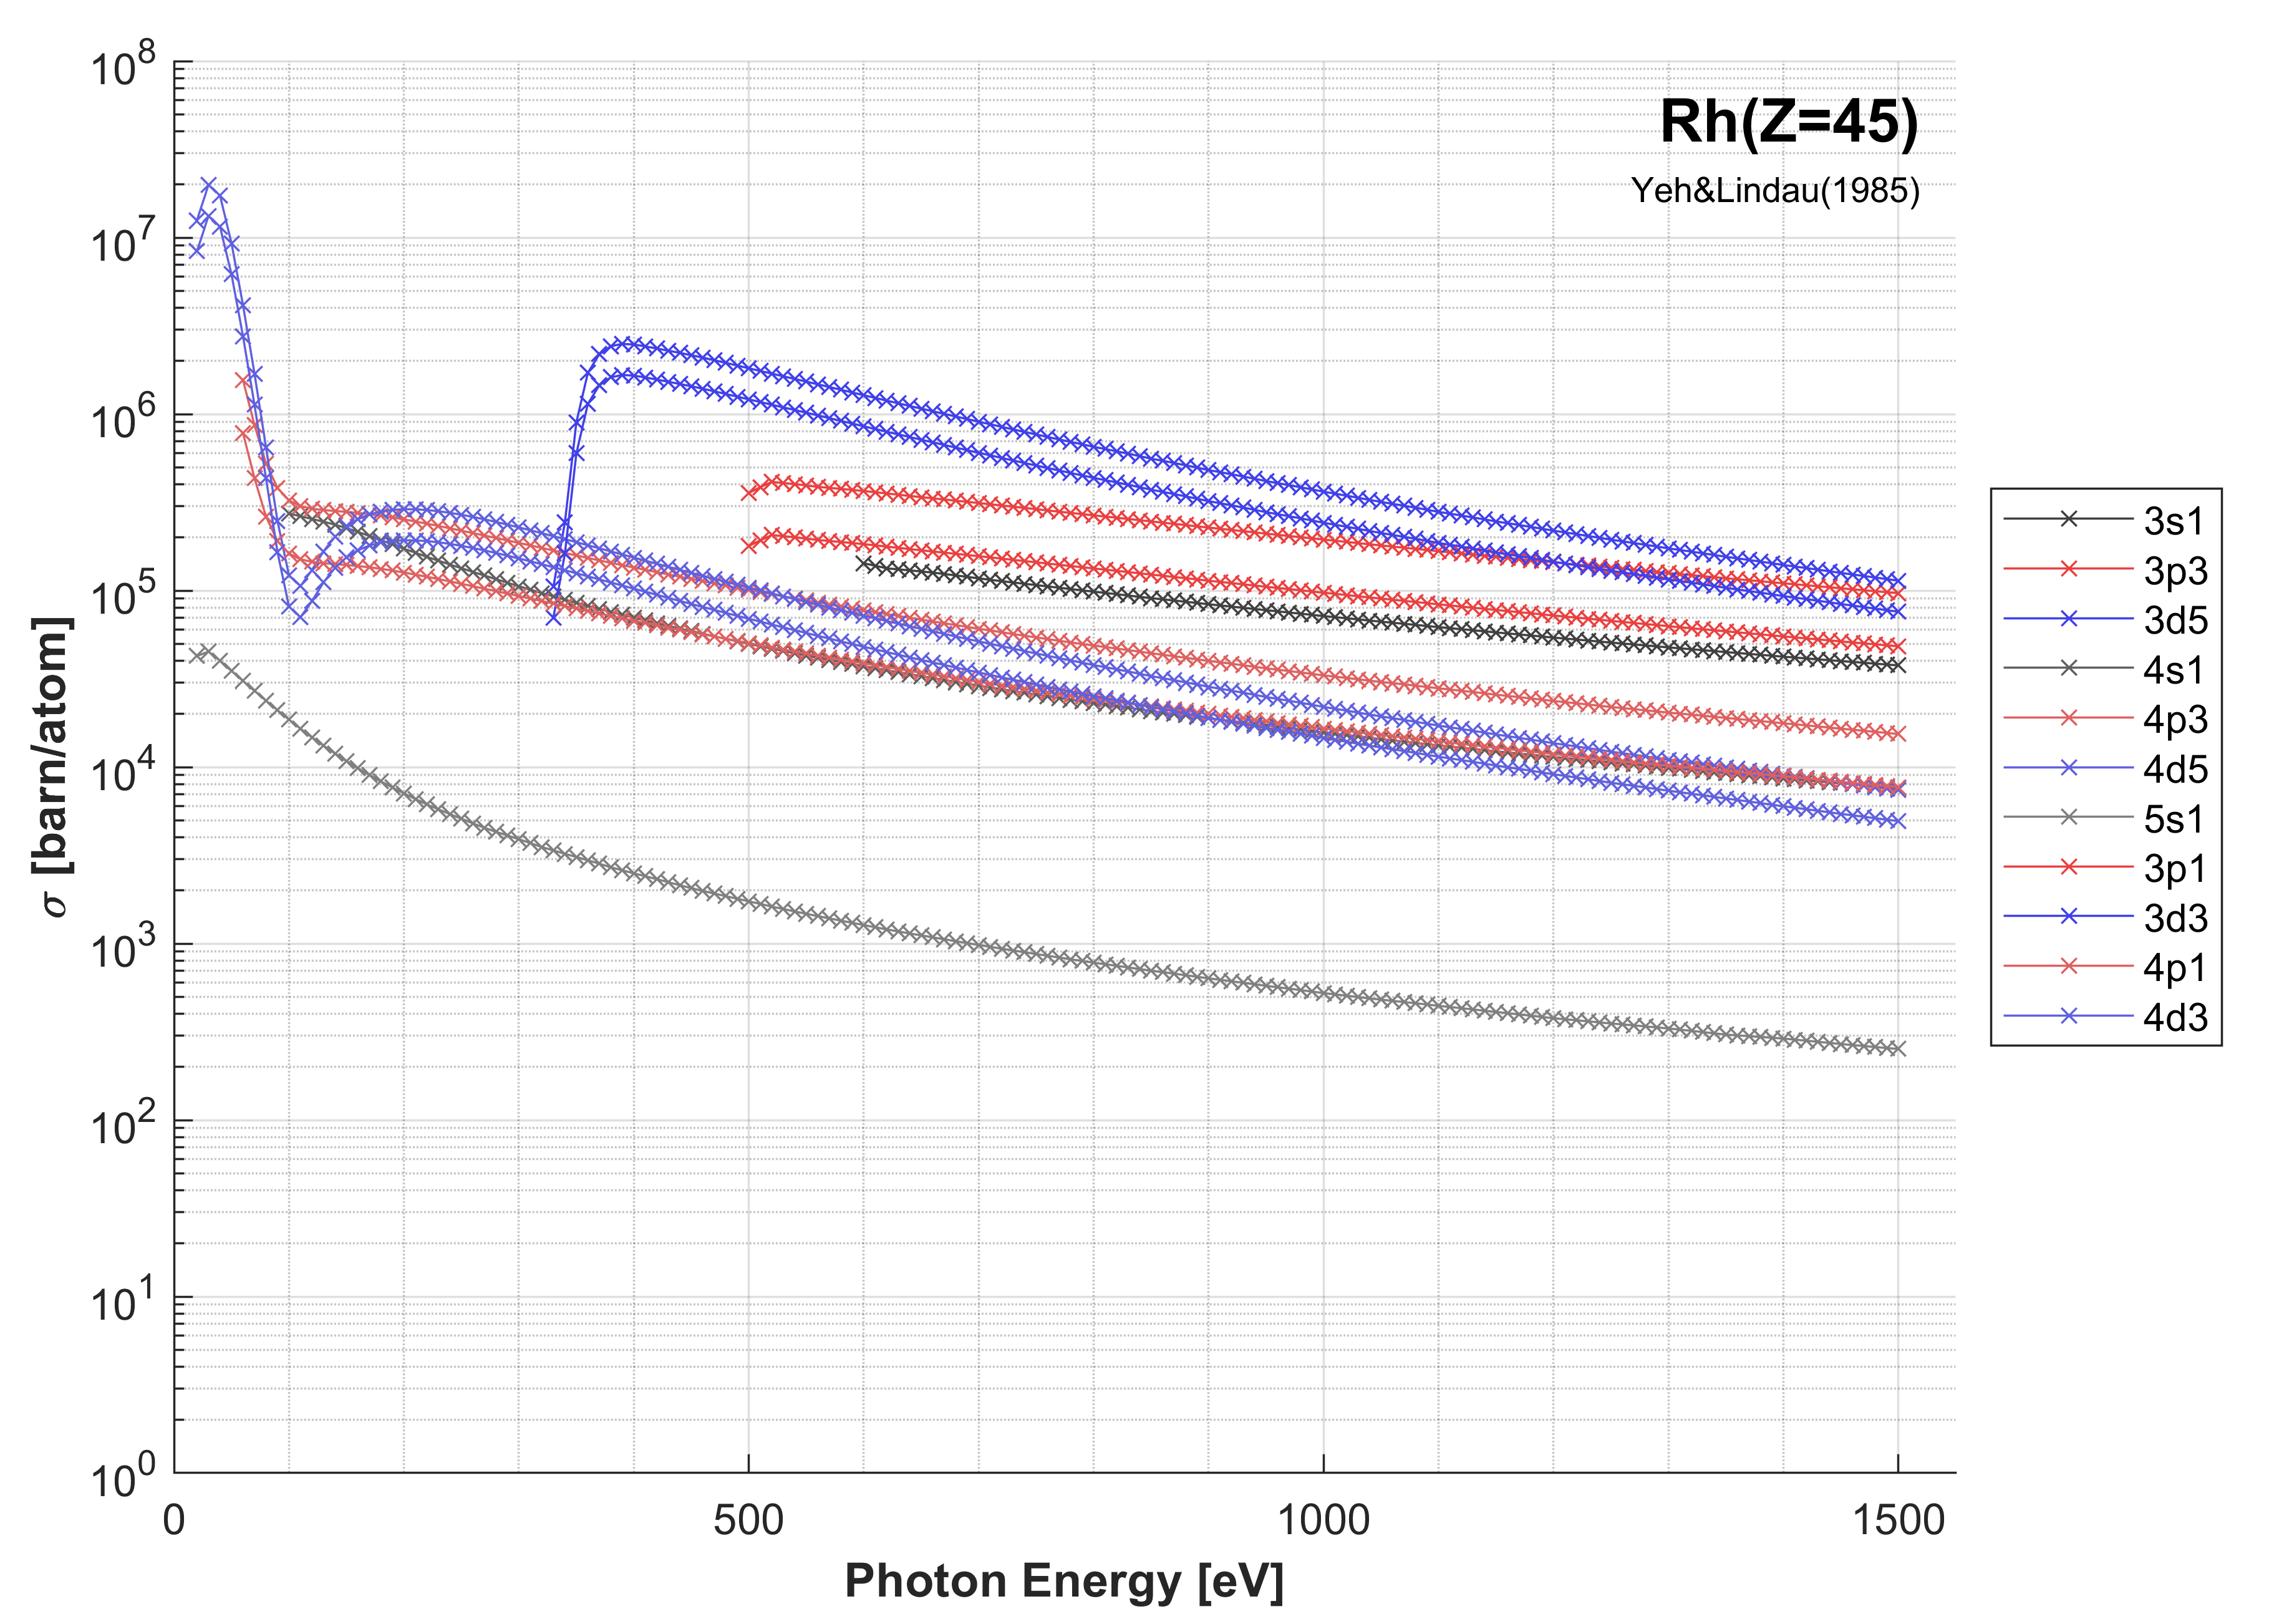 Rh(Z=45)
Yeh&Lindau(1985)
10^8
10^7
10^6
10^5
10^4
10^3
10^2
10^1
10^0
σ [barn/atom]
0 500 1000 1500
Photon Energy [eV]
3s1
3p3
3d5
4s1
4p3
4d5
5s1
3p1
3d3
4p1
4d3